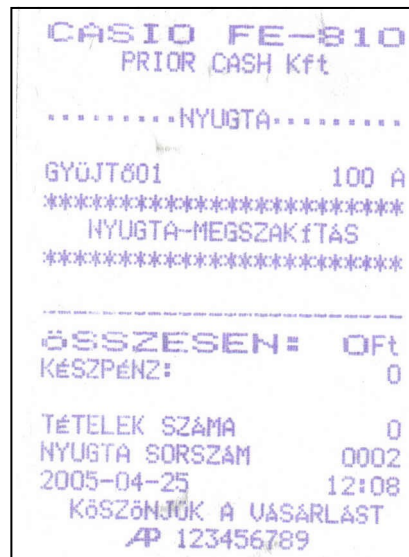 CASIO FE-810
PRIOR CASH Kft
.........NYUGTA.........
GYÜJTő01 100 A
************************
NYUGTA-MEGSZAKíTÁS
************************
öSSZESEN: 0Ft
KÉSZPÉNZ: 0
TÉTELEK SZÁMA 0
NYUGTA SORSZÁM 0002
2005-04-25 12:08
KöSZöNJÜK A VÁSÁRLÁST
AP 123456789